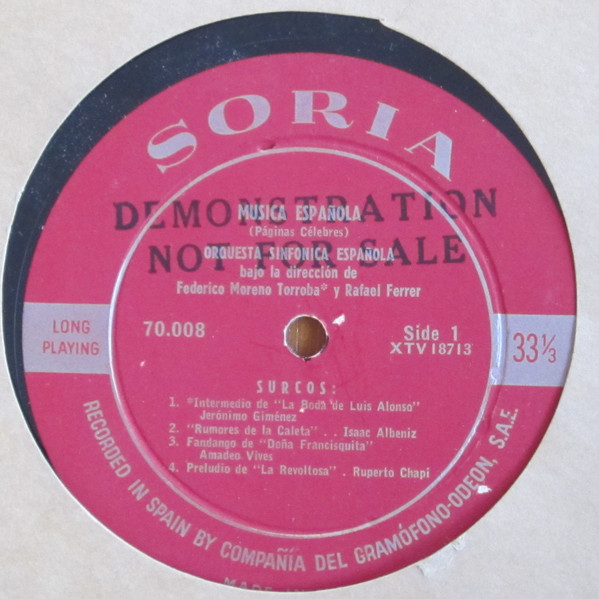 SORIA
DEMONSTRATION
NOT FOR SALE
MUSICA ESPAÑOLA
(Páginas Célebres)
ORQUESTA SINFONICA ESPAÑOLA
bajo la dirección de
Federico Moreno Torroba* y Rafael Ferrer
LONG
PLAYING
70.008
Side 1
XTV 18713
33⅓
SURCOS:
1. *Intermedio de "La Boda de Luis Alonso"
Jerónimo Giménez
2. "Rumores de la Caleta" . . Isaac Albeniz
3. Fandango de "Doña Francisquita"
Amadeo Vives
4. Preludio de "La Revoltosa" . Ruperto Chapi
RECORDED IN SPAIN BY COMPAÑIA DEL GRAMÓFONO-ODEON, S.A.E.
MADE